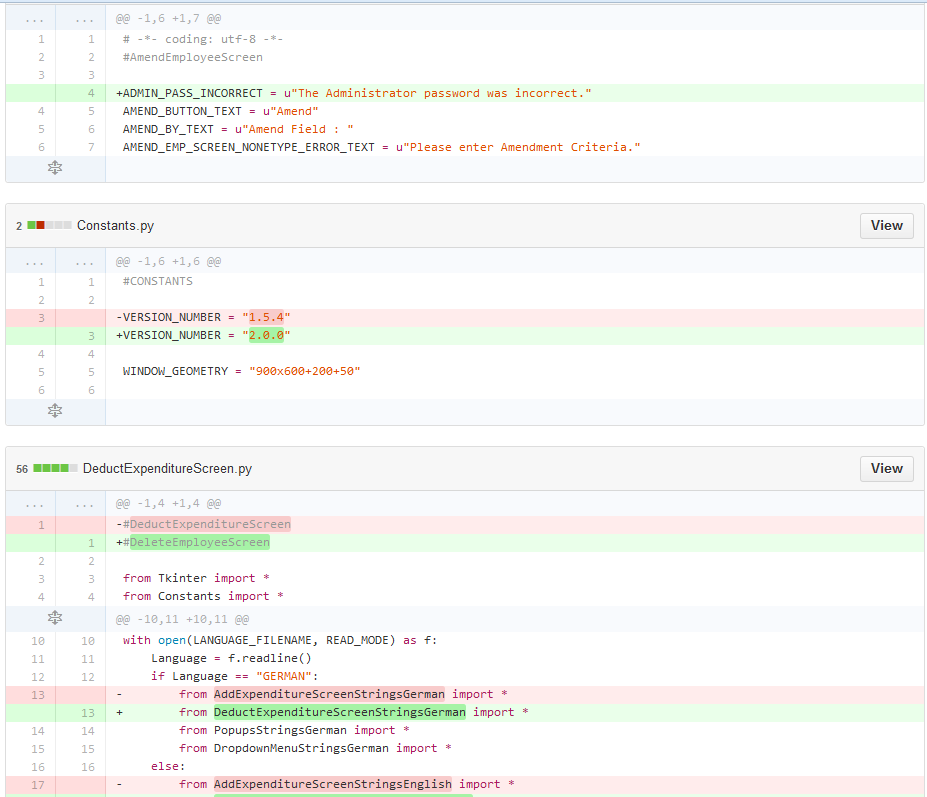 ... ... @@ -1,6 +1,7 @@
1 1 # -*- coding: utf-8 -*-
2 2 #AmendEmployeeScreen
3 3
4 +ADMIN_PASS_INCORRECT = u"The Administrator password was incorrect."
4 5 AMEND_BUTTON_TEXT = u"Amend"
5 6 AMEND_BY_TEXT = u"Amend Field : "
6 7 AMEND_EMP_SCREEN_NONETYPE_ERROR_TEXT = u"Please enter Amendment Criteria."
2 Constants.py View
... ... @@ -1,6 +1,6 @@
1 1 #CONSTANTS
2 2
3 -VERSION_NUMBER = "1.5.4"
3 +VERSION_NUMBER = "2.0.0"
4 4
5 5 WINDOW_GEOMETRY = "900x600+200+50"
6 6
56 DeductExpenditureScreen.py View
... ... @@ -1,4 +1,4 @@
1 -#DeductExpenditureScreen
1 +#DeleteEmployeeScreen
2 2
3 3 from Tkinter import *
4 4 from Constants import *
@@ -10,11 +10,11 @@
10 10 with open(LANGUAGE_FILENAME, READ_MODE) as f:
11 11 Language = f.readline()
12 12 if Language == "GERMAN":
13 - from AddExpenditureScreenStringsGerman import *
13 + from DeductExpenditureScreenStringsGerman import *
14 14 from PopupsStringsGerman import *
15 15 from DropdownMenuStringsGerman import *
16 16 else:
17 - from AddExpenditureScreenStringsEnglish import *